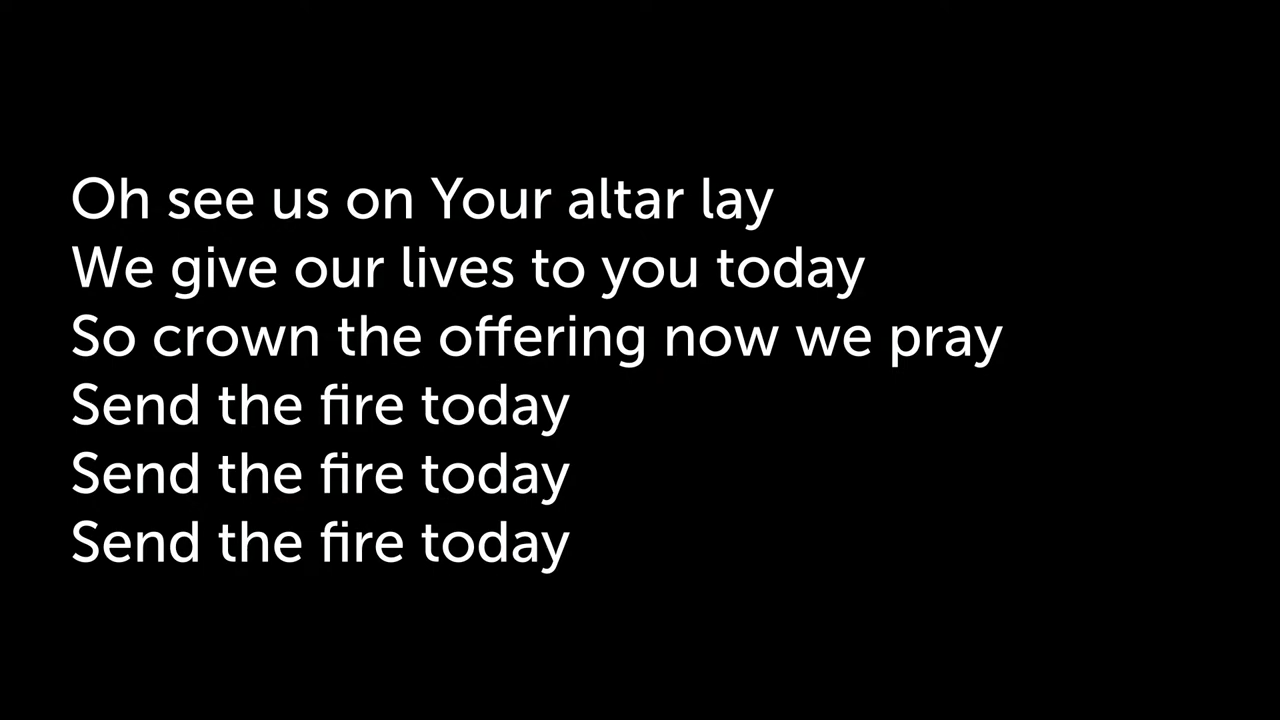 Oh see us on Your altar lay
We give our lives to you today
So crown the offering now we pray
Send the fire today
Send the fire today
Send the fire today